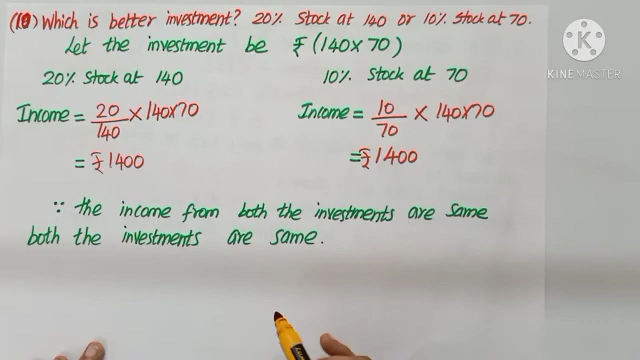 (10) Which is better investment? 20% Stock at 140 or 10% Stock at 70.
Let the investment be ₹ (140×70)
20% Stock at 140
Income = 20/140 × 140×70
= ₹1400
10% Stock at 70
Income = 10/70 × 140×70
= ₹1400
∵ the income from both the investments are same
both the investments are same.
KINEMASTER